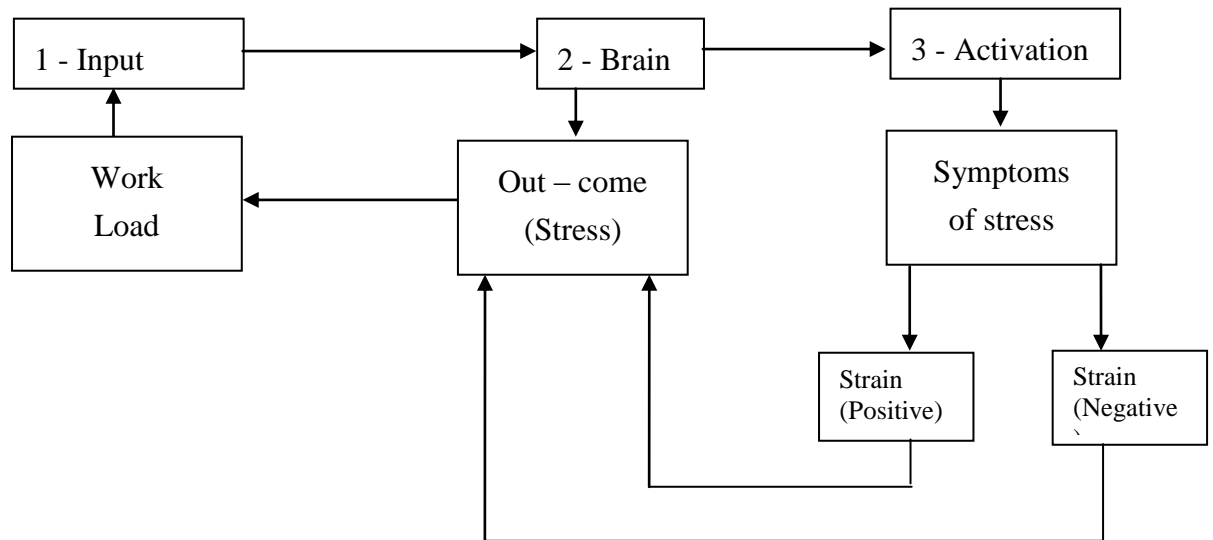 1 - Input
2 - Brain
3 - Activation
Work
Load
Out – come
(Stress)
Symptoms
of stress
Strain
(Positive)
Strain
(Negative